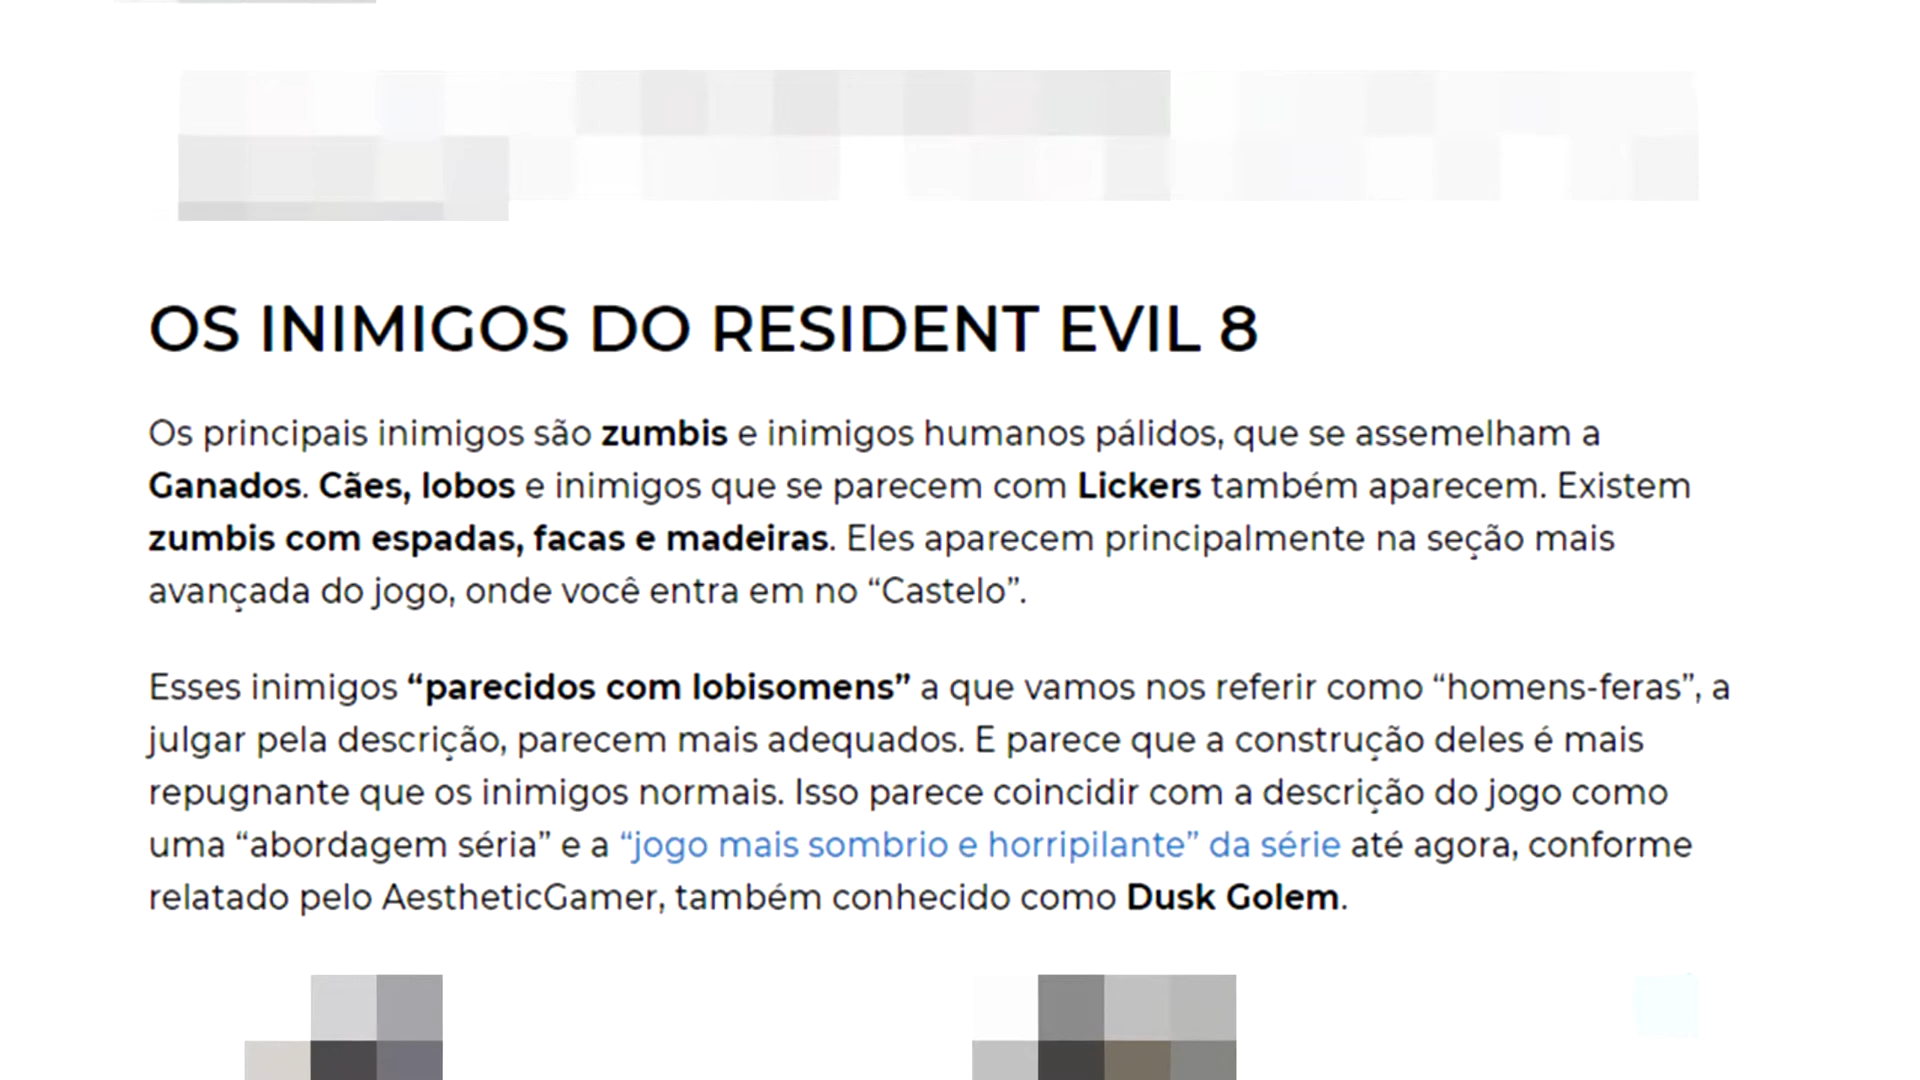 OS INIMIGOS DO RESIDENT EVIL 8
Os principais inimigos são zumbis e inimigos humanos pálidos, que se assemelham a
Ganados. Cães, lobos e inimigos que se parecem com Lickers também aparecem. Existem
zumbis com espadas, facas e madeiras. Eles aparecem principalmente na seção mais
avançada do jogo, onde você entra em no “Castelo”.
Esses inimigos “parecidos com lobisomens” a que vamos nos referir como “homens-feras”, a
julgar pela descrição, parecem mais adequados. E parece que a construção deles é mais
repugnante que os inimigos normais. Isso parece coincidir com a descrição do jogo como
uma “abordagem séria” e a “jogo mais sombrio e horripilante” da série até agora, conforme
relatado pelo AestheticGamer, também conhecido como Dusk Golem.